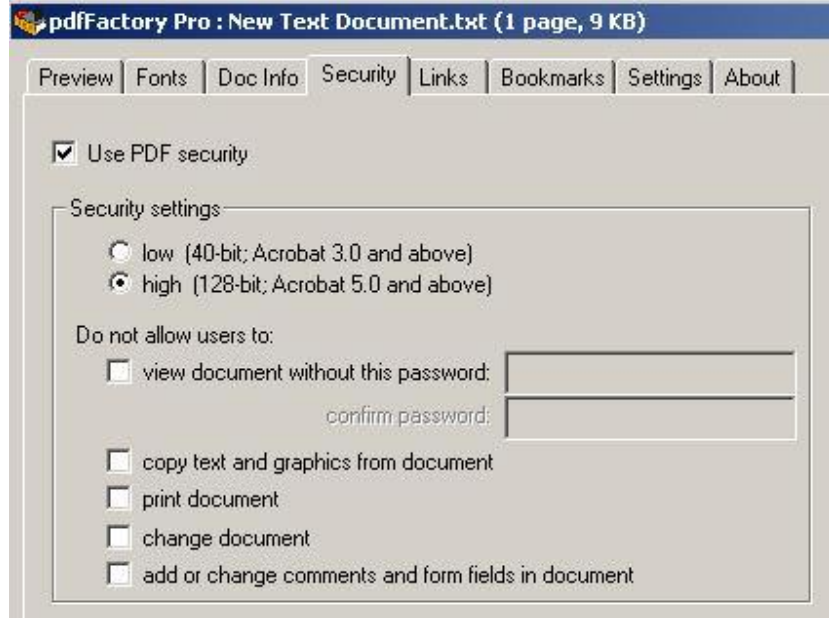 pdfFactory Pro : New Text Document.txt (1 page, 9 KB)
Preview Fonts Doc Info Security Links Bookmarks Settings About
Use PDF security
Security settings
low (40-bit; Acrobat 3.0 and above)
high (128-bit; Acrobat 5.0 and above)
Do not allow users to:
view document without this password:
confirm password:
copy text and graphics from document
print document
change document
add or change comments and form fields in document